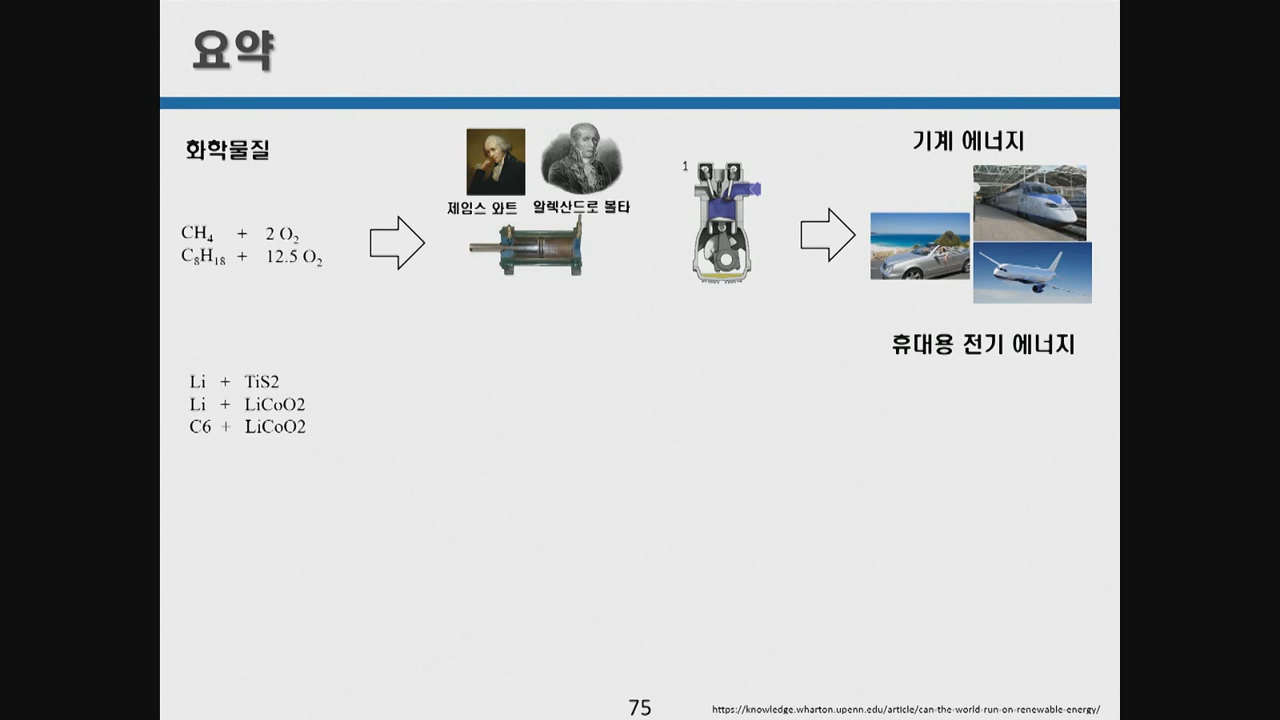 요약
화학물질
CH₄ + 2 O₂
C₈H₁₈ + 12.5 O₂
제임스 와트 알렉산드로 볼타
1
기계 에너지
휴대용 전기 에너지
Li + TiS2
Li + LiCoO2
C6 + LiCoO2
75
https://knowledge.wharton.upenn.edu/article/can-the-world-run-on-renewable-energy/